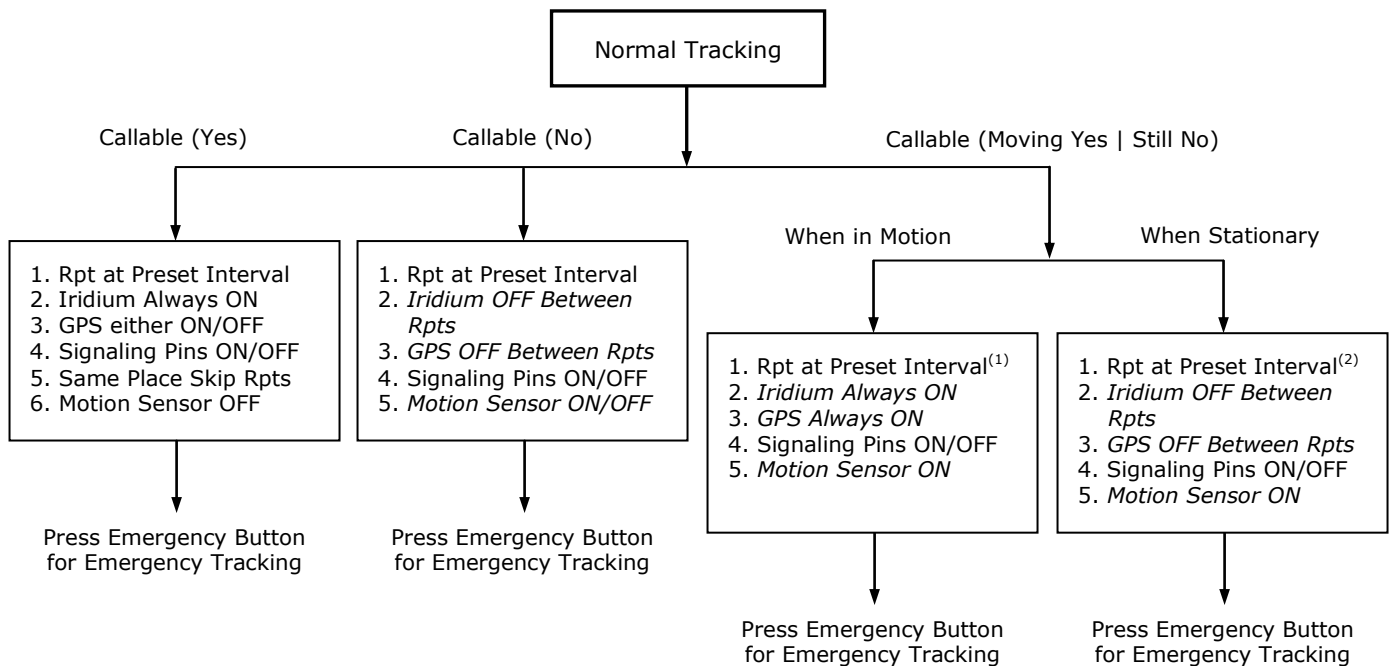 Normal Tracking
Callable (Yes)
Callable (No)
Callable (Moving Yes | Still No)
1. Rpt at Preset Interval
2. Iridium Always ON
3. GPS either ON/OFF
4. Signaling Pins ON/OFF
5. Same Place Skip Rpts
6. Motion Sensor OFF
Press Emergency Button
for Emergency Tracking
1. Rpt at Preset Interval
2. Iridium OFF Between
Rpts
3. GPS OFF Between Rpts
4. Signaling Pins ON/OFF
5. Motion Sensor ON/OFF
Press Emergency Button
for Emergency Tracking
When in Motion
1. Rpt at Preset Interval(1)
2. Iridium Always ON
3. GPS Always ON
4. Signaling Pins ON/OFF
5. Motion Sensor ON
Press Emergency Button
for Emergency Tracking
When Stationary
1. Rpt at Preset Interval(2)
2. Iridium OFF Between
Rpts
3. GPS OFF Between Rpts
4. Signaling Pins ON/OFF
5. Motion Sensor ON
Press Emergency Button
for Emergency Tracking